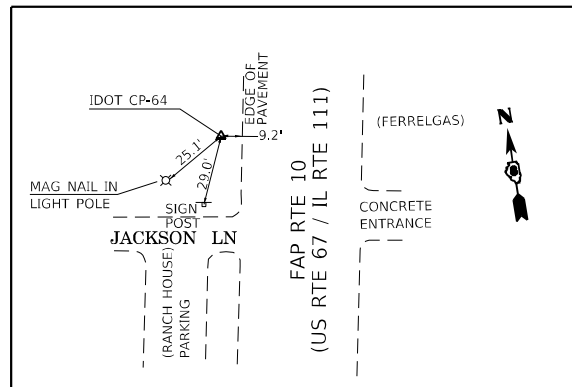 IDOT CP-64
EDGE OF
PAVEMENT
9.2'
25.1'
29.0'
MAG NAIL IN
LIGHT POLE
SIGN
POST
JACKSON LN
(RANCH HOUSE)
PARKING
FAP RTE 10
(US RTE 67 / IL RTE 111)
(FERRELGAS)
CONCRETE
ENTRANCE
N